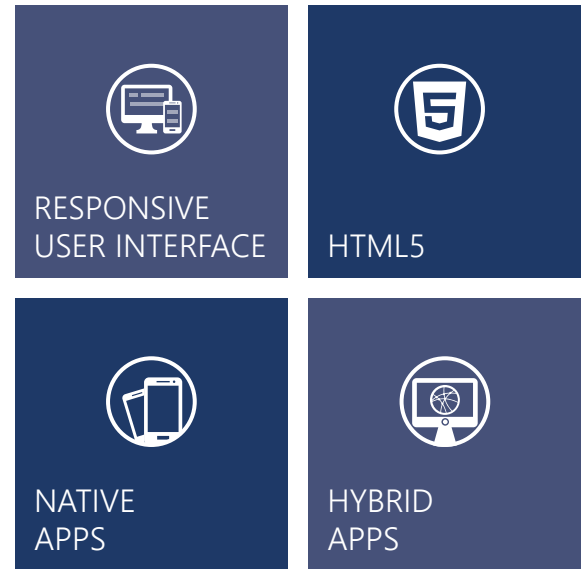 RESPONSIVE
USER INTERFACE
HTML5
NATIVE
APPS
HYBRID
APPS